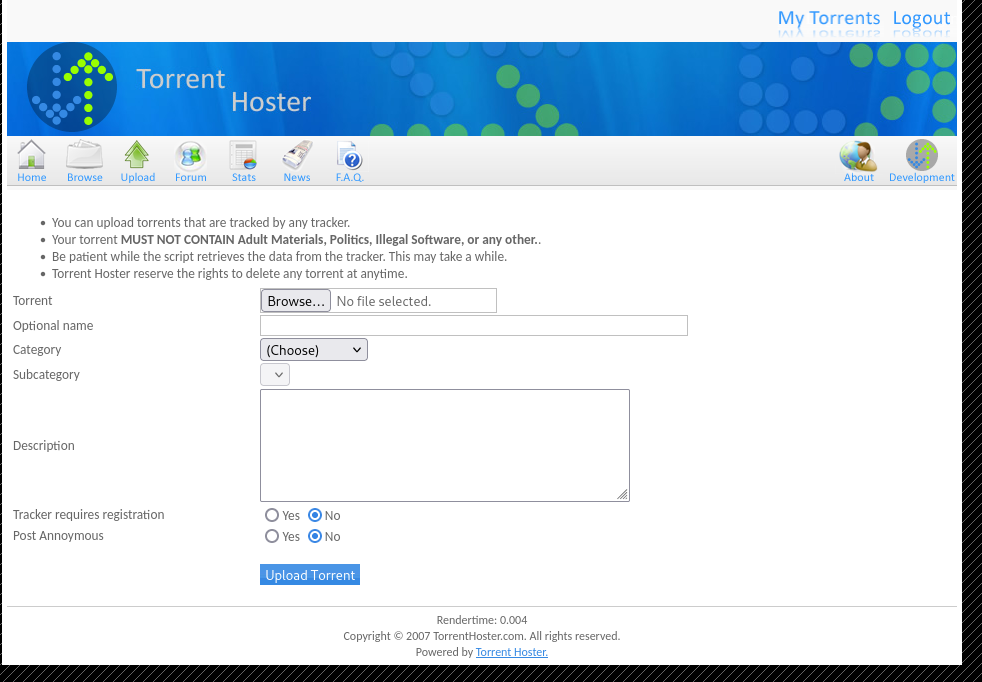 My Torrents Logout
Torrent
Hoster
Home Browse Upload Forum Stats News F.A.Q. About Development
• You can upload torrents that are tracked by any tracker.
• Your torrent MUST NOT CONTAIN Adult Materials, Politics, Illegal Software, or any other..
• Be patient while the script retrieves the data from the tracker. This may take a while.
• Torrent Hoster reserve the rights to delete any torrent at anytime.
Torrent Browse... No file selected.
Optional name
Category (Choose)
Subcategory
Description
Tracker requires registration Yes No
Post Annoymous Yes No
Upload Torrent
Rendertime: 0.004
Copyright © 2007 TorrentHoster.com. All rights reserved.
Powered by Torrent Hoster.